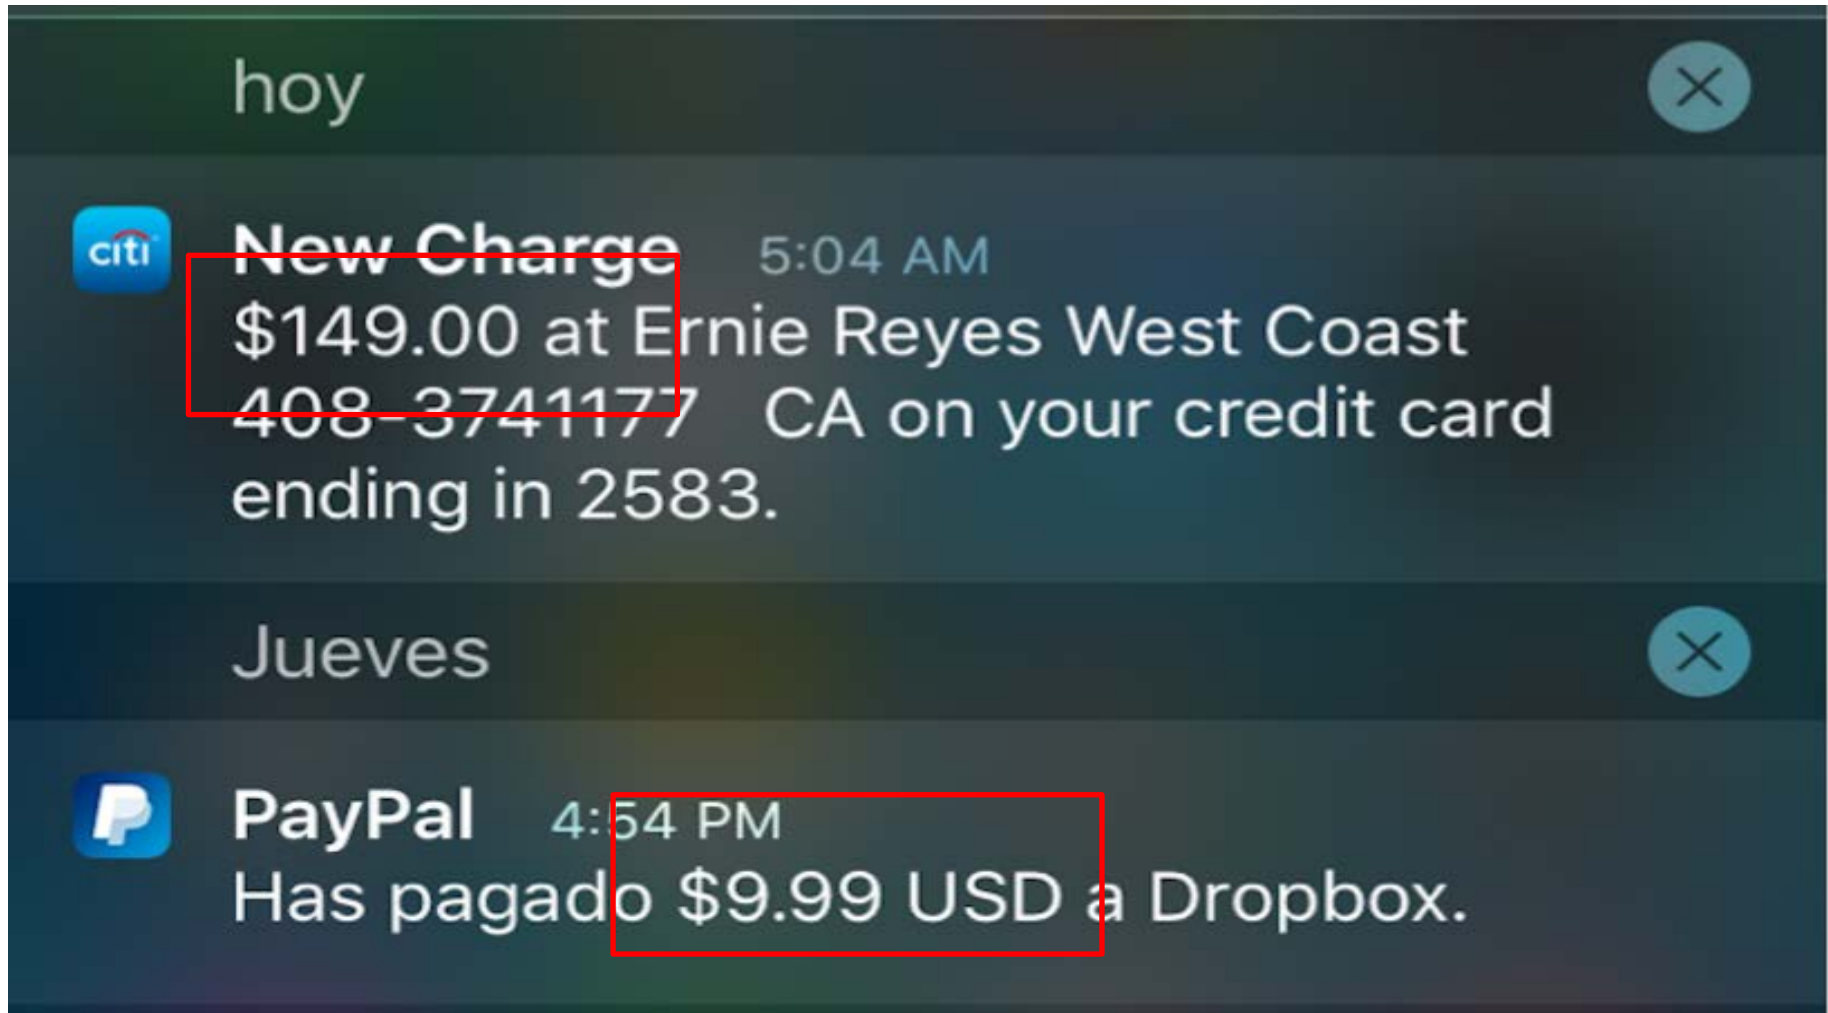 hoy
citi
New Charge 5:04 AM
$149.00 at Ernie Reyes West Coast
408-3741177 CA on your credit card
ending in 2583.
Jueves
PayPal 4:54 PM
Has pagado $9.99 USD a Dropbox.